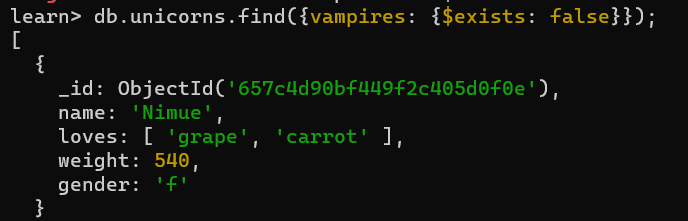 learn> db.unicorns.find({vampires: {$exists: false}});
[
  {
    _id: ObjectId('657c4d90bf449f2c405d0f0e'),
    name: 'Nimue',
    loves: [ 'grape', 'carrot' ],
    weight: 540,
    gender: 'f'
  }